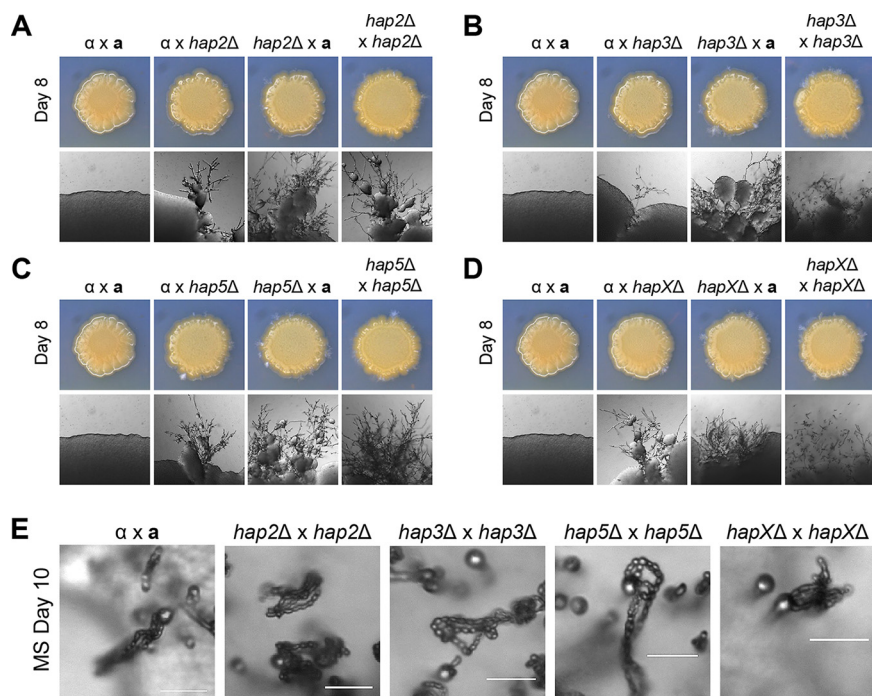 A
α x a
α x hap2Δ
hap2Δ x a
hap2Δ
x hap2Δ
Day 8
B
α x a
α x hap3Δ
hap3Δ x a
hap3Δ
x hap3Δ
Day 8
C
α x a
α x hap5Δ
hap5Δ x a
hap5Δ
x hap5Δ
Day 8
D
α x a
α x hapXΔ
hapXΔ x a
hapXΔ
x hapXΔ
Day 8
E
α x a
hap2Δ x hap2Δ
hap3Δ x hap3Δ
hap5Δ x hap5Δ
hapXΔ x hapXΔ
MS Day 10